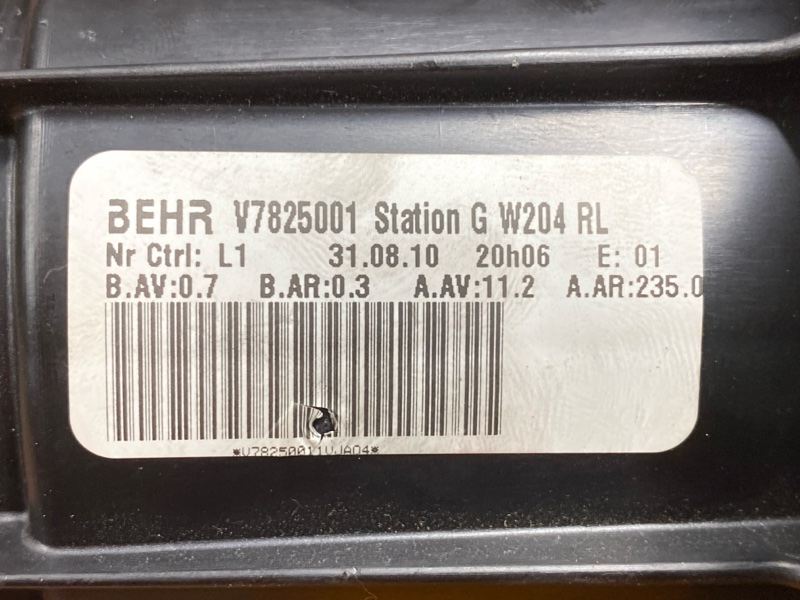 BEHR V7825001 Station G W204 RL
Nr Ctrl: L1 31.08.10 20h06 E: 01
B.AV:0.7 B.AR:0.3 A.AV:11.2 A.AR:235.0
*V78250011VJA04*